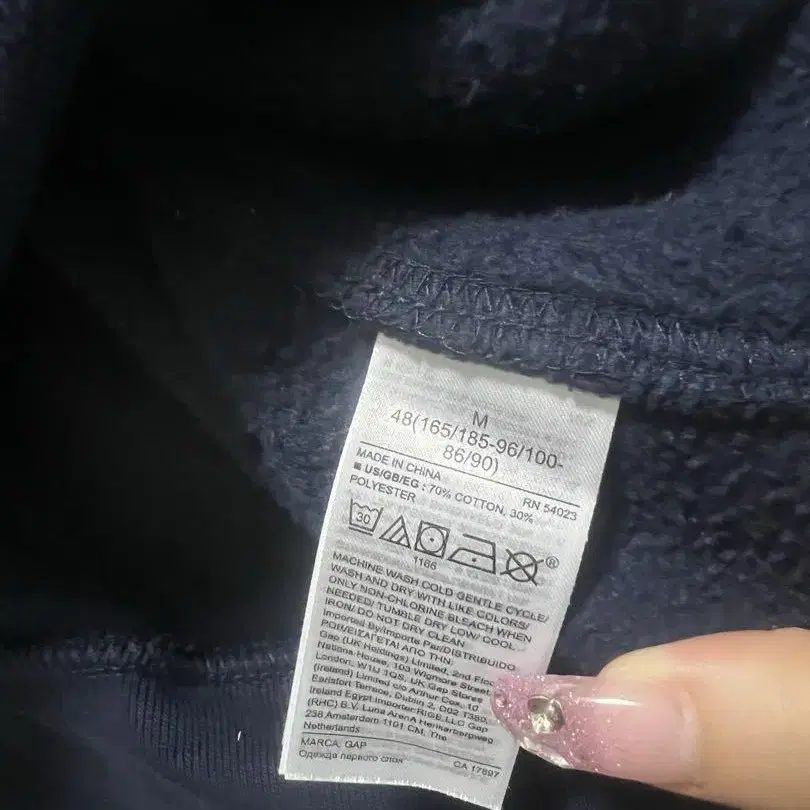 M
48(165/185-96/100-
86/90)
MADE IN CHINA RN 54023
■ US/GB/EG : 70% COTTON, 30%
POLYESTER
30
1166
®
MACHINE WASH COLD GENTLE CYCLE/
WASH AND DRY WITH LIKE COLORS/
ONLY NON-CHLORINE BLEACH WHEN
NEEDED/ TUMBLE DRY LOW/ COOL
IRON/ DO NOT DRY CLEAN
Imported By/Importe Par/DISTRIBUIDO
POR/ΕΙΣΑΓΕΤΑΙ ΑΠΟ ΤΗΝ:
Gap (UK Holdings) Limited, 2nd Floor
Nations House, 103 Wigmore Street
London, W1U 1QS, UK Gap Stores
(Ireland) Limited c/o Arthur Cox, 10
Earlsfort Terrace, Dublin 2, D02 T380,
Ireland Egypt Importer:RIGE LLC Gap
(RHC) B.V. Luna ArenA Herikerbergweg
238 Amsterdam 1101 CM, The
Netherlands
MARCA, GAP
Одежда первого слоя CA 17897